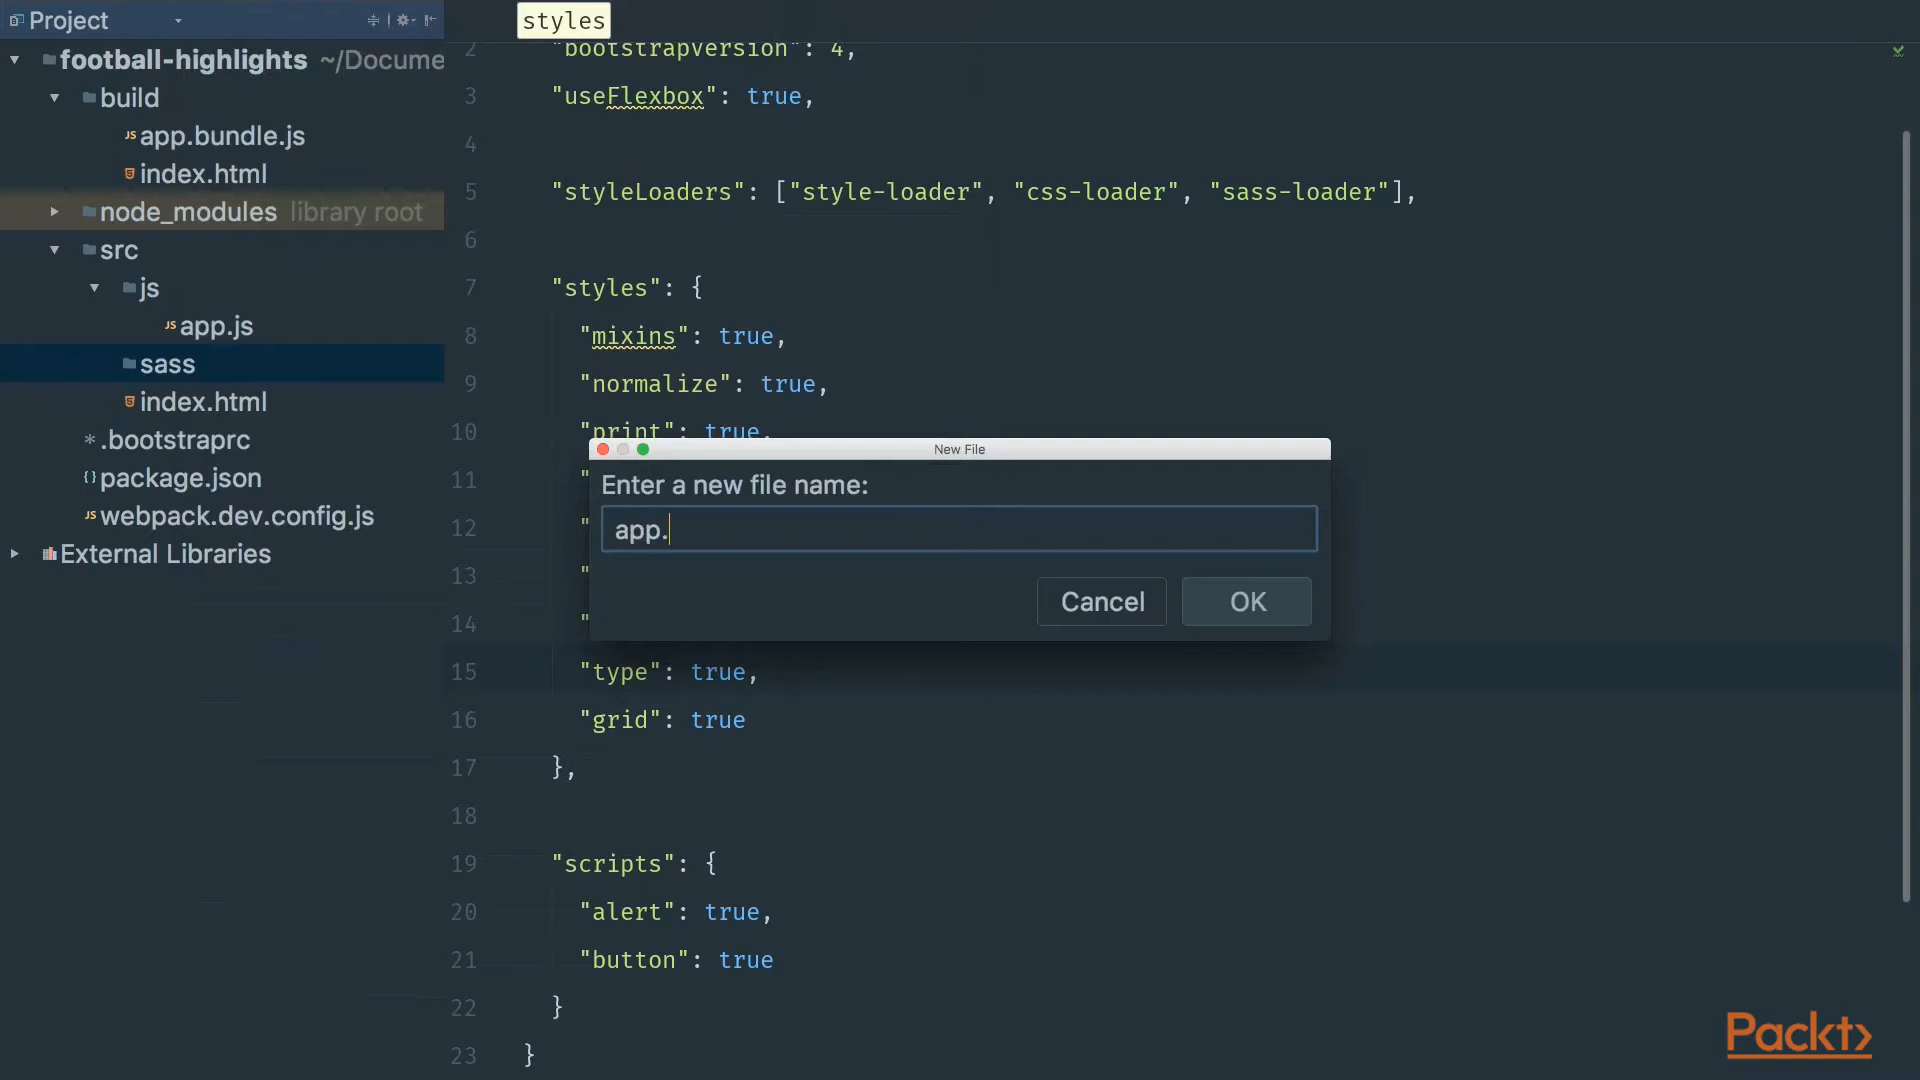 Project
football-highlights ~/Docume
build
app.bundle.js
index.html
node_modules library root
src
js
app.js
sass
index.html
.bootstraprc
package.json
webpack.dev.config.js
External Libraries
styles
2 "bootstrapVersion": 4,
3 "useFlexbox": true,
4
5 "styleLoaders": ["style-loader", "css-loader", "sass-loader"],
6
7 "styles": {
8 "mixins": true,
9 "normalize": true,
10 "print": true,
11 "
12 "
13 "
14 "
15 "type": true,
16 "grid": true
17 },
18
19 "scripts": {
20 "alert": true,
21 "button": true
22 }
23 }
New File
Enter a new file name:
app.
Cancel OK
Packt>